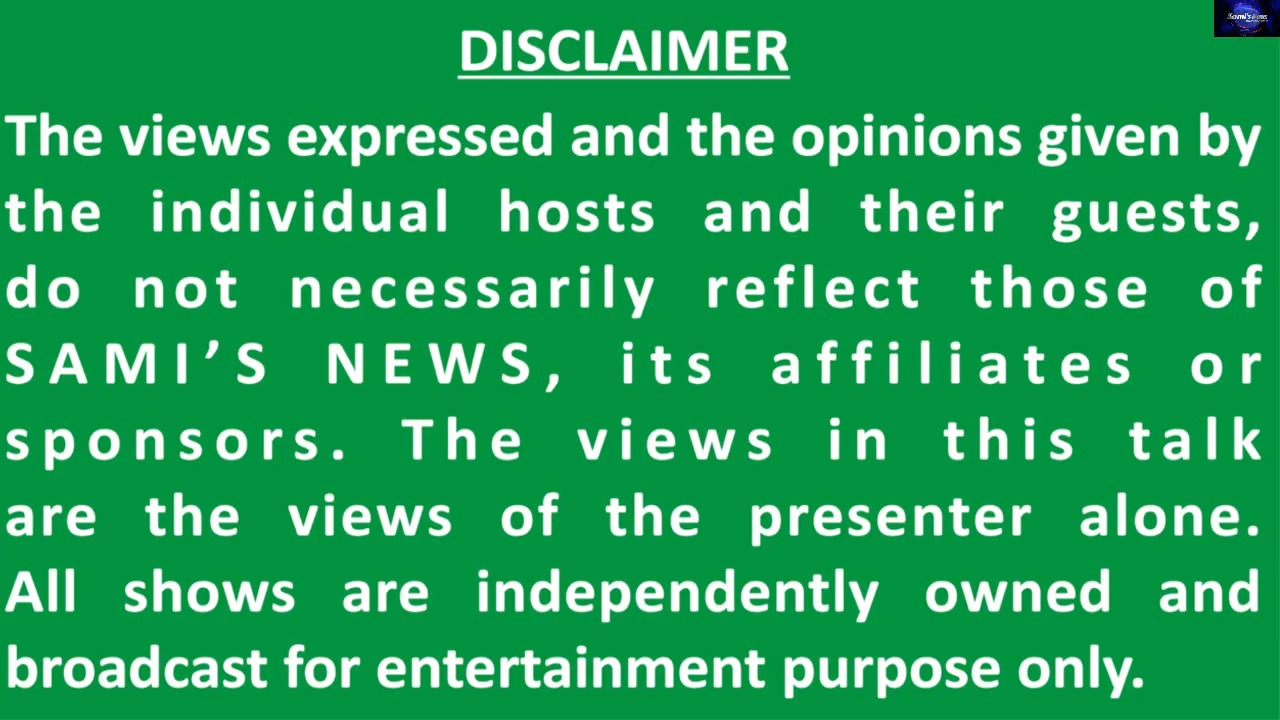 Sami's News
DISCLAIMER
The views expressed and the opinions given by
the individual hosts and their guests,
do not necessarily reflect those of
SAMI’S NEWS, its affiliates or
sponsors. The views in this talk
are the views of the presenter alone.
All shows are independently owned and
broadcast for entertainment purpose only.